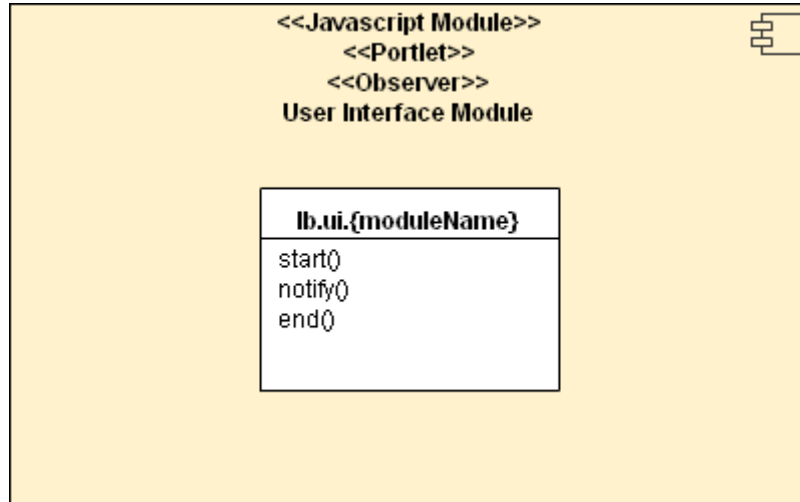 <<Javascript Module>>
<<Portlet>>
<<Observer>>
User Interface Module
lb.ui.{moduleName}
start()
notify()
end()